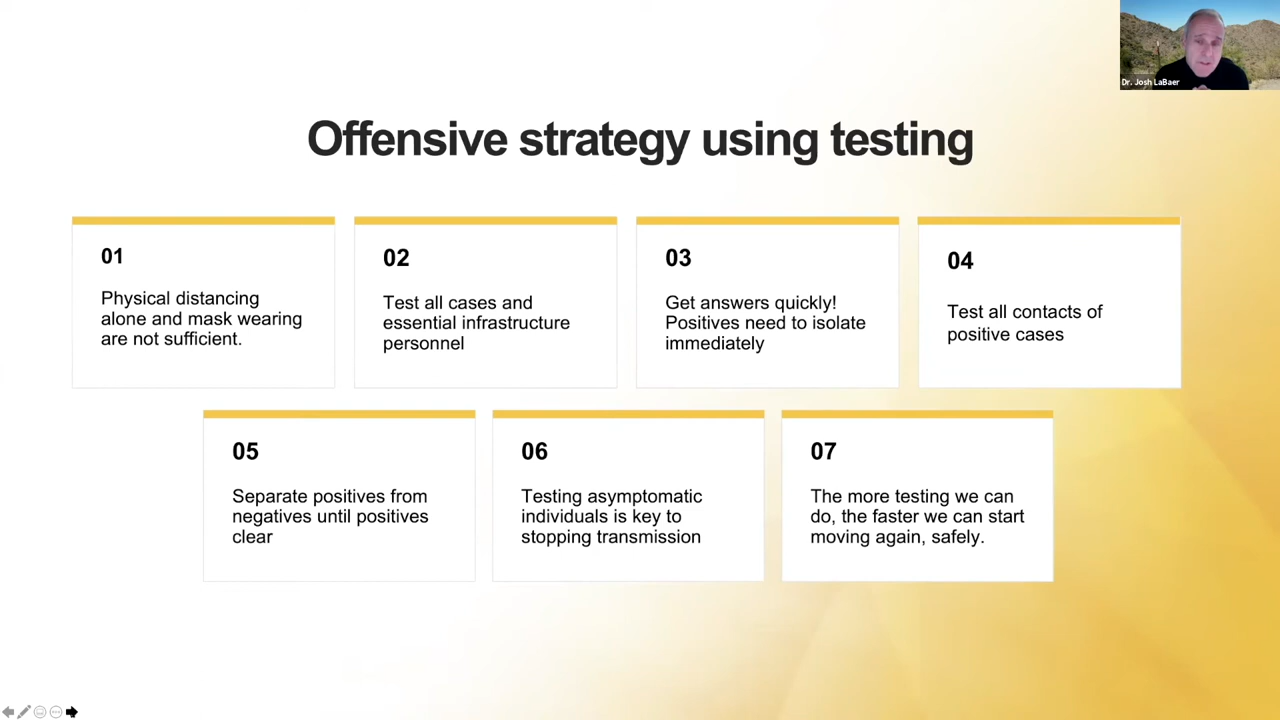 Dr. Josh LaBaer
Offensive strategy using testing
01
Physical distancing
alone and mask wearing
are not sufficient.
02
Test all cases and
essential infrastructure
personnel
03
Get answers quickly!
Positives need to isolate
immediately
04
Test all contacts of
positive cases
05
Separate positives from
negatives until positives
clear
06
Testing asymptomatic
individuals is key to
stopping transmission
07
The more testing we can
do, the faster we can start
moving again, safely.